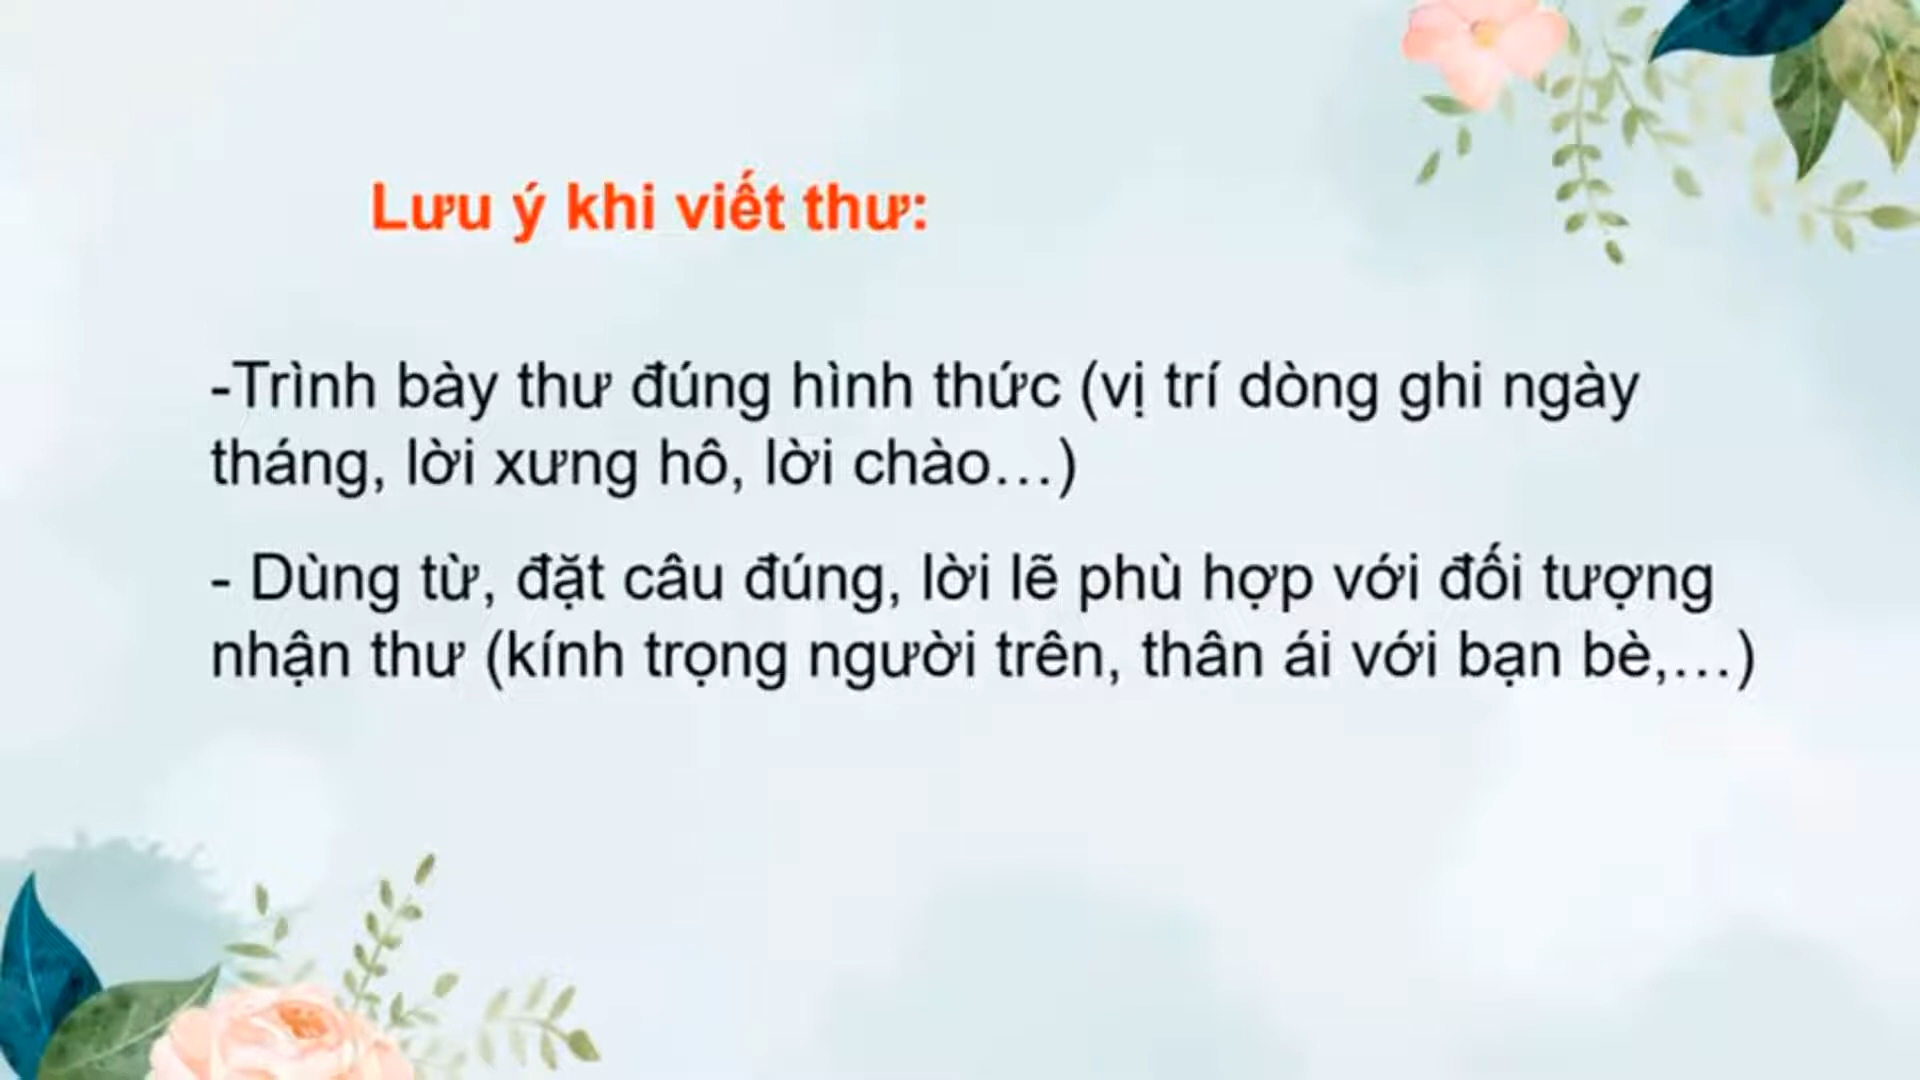 Lưu ý khi viết thư:
-Trình bày thư đúng hình thức (vị trí dòng ghi ngày
tháng, lời xưng hô, lời chào…)
- Dùng từ, đặt câu đúng, lời lẽ phù hợp với đối tượng
nhận thư (kính trọng người trên, thân ái với bạn bè,…)